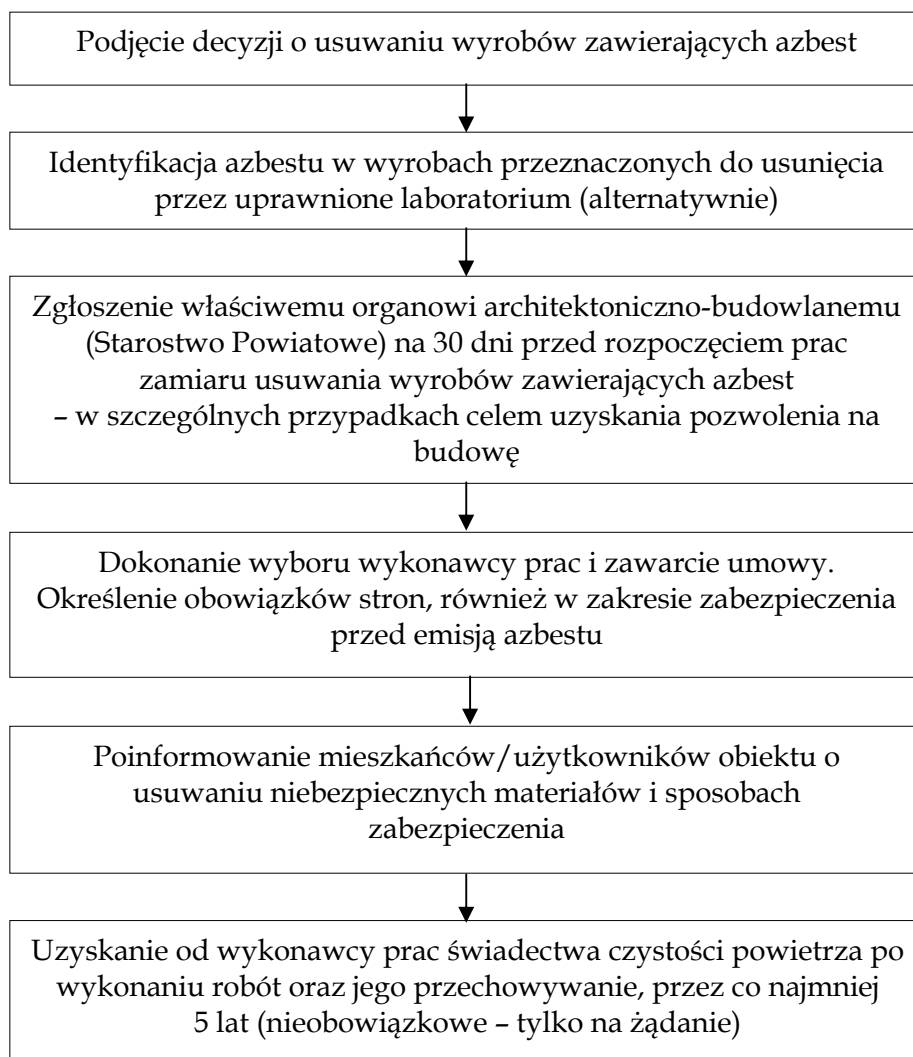 Podjęcie decyzji o usuwaniu wyrobów zawierających azbest
Identyfikacja azbestu w wyrobach przeznaczonych do usunięcia
przez uprawnione laboratorium (alternatywnie)
Zgłoszenie właściwemu organowi architektoniczno-budowlanemu
(Starostwo Powiatowe) na 30 dni przed rozpoczęciem prac
zamiaru usuwania wyrobów zawierających azbest
– w szczególnych przypadkach celem uzyskania pozwolenia na
budowę
Dokonanie wyboru wykonawcy prac i zawarcie umowy.
Określenie obowiązków stron, również w zakresie zabezpieczenia
przed emisją azbestu
Poinformowanie mieszkańców/użytkowników obiektu o
usuwaniu niebezpiecznych materiałów i sposobach
zabezpieczenia
Uzyskanie od wykonawcy prac świadectwa czystości powietrza po
wykonaniu robót oraz jego przechowywanie, przez co najmniej
5 lat (nieobowiązkowe – tylko na żądanie)